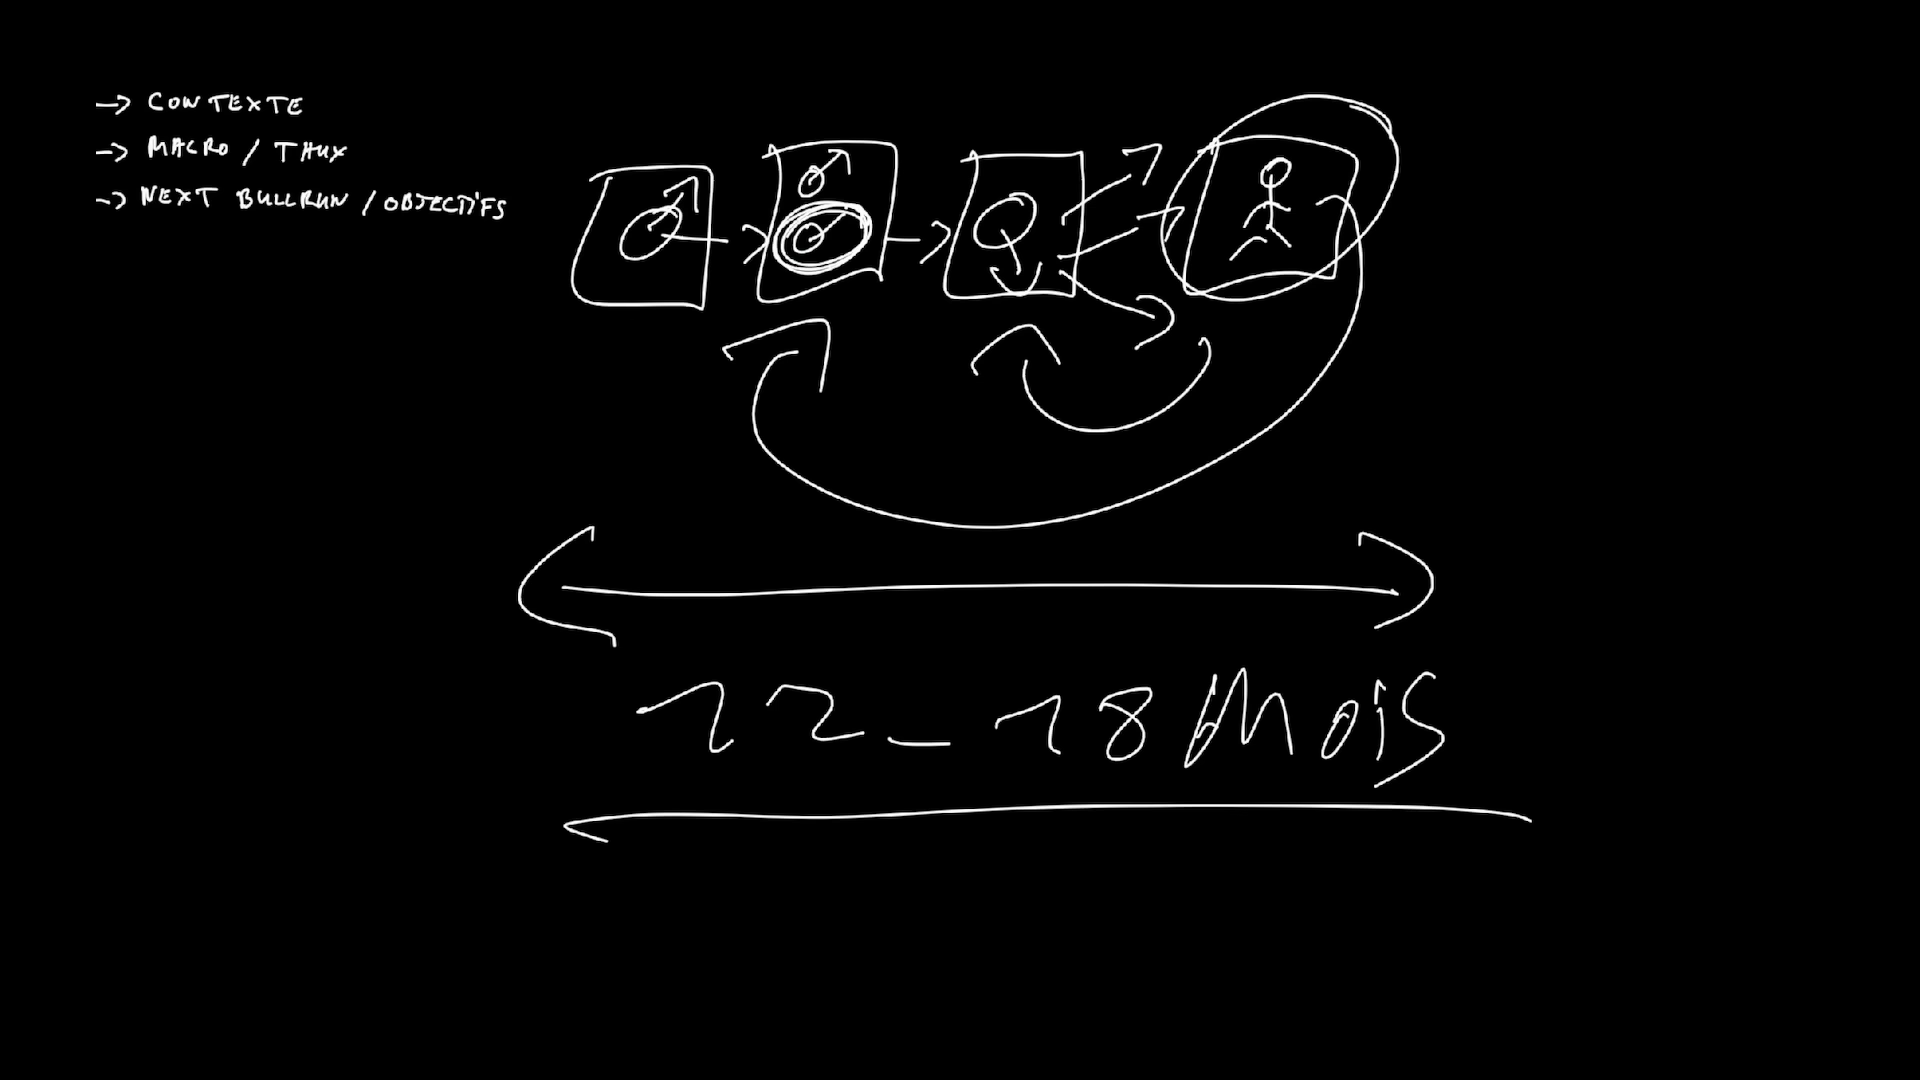 -> CONTEXTE
-> MACRO / TAUX
-> NEXT BULLRUN / OBJECTIFS
12 - 18 Mois